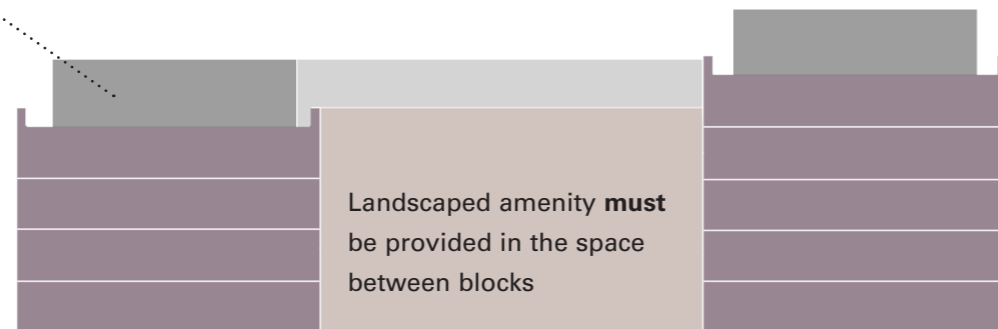 Landscaped amenity must
be provided in the space
between blocks